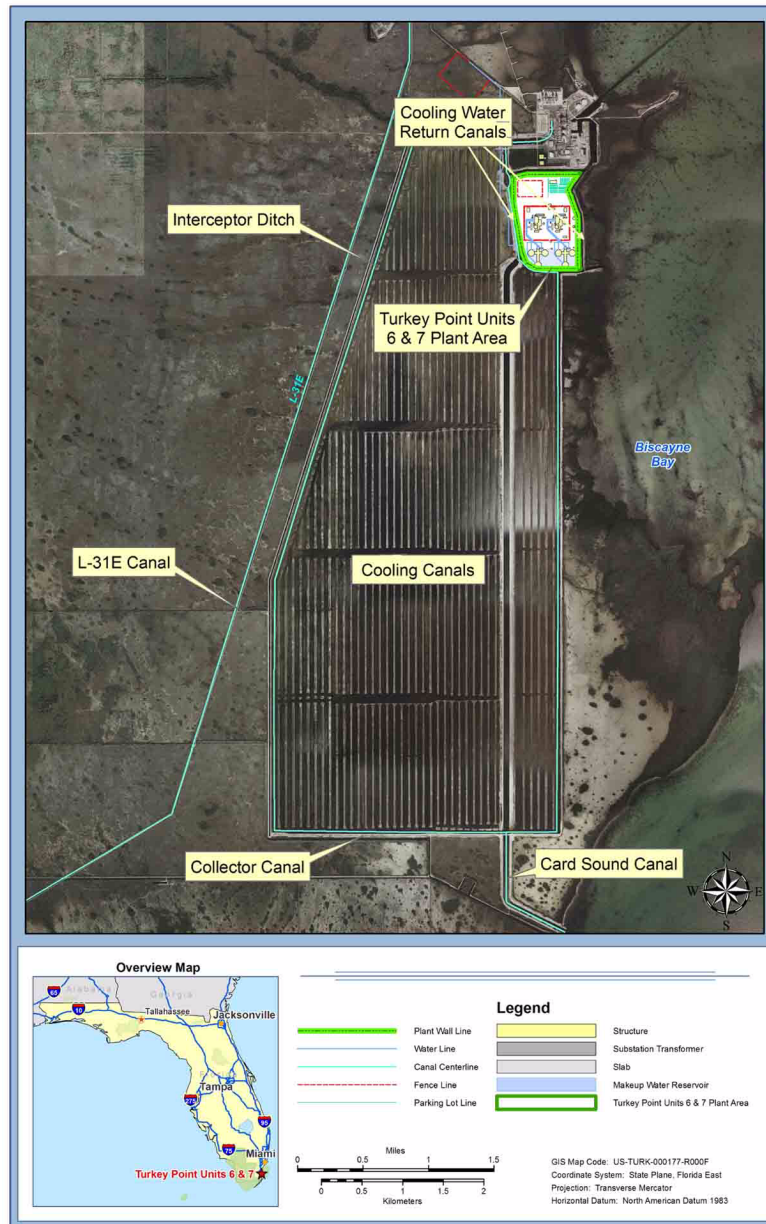 Cooling Water
Return Canals
Interceptor Ditch
Turkey Point Units
6 & 7 Plant Area
L-31E
Biscayne
Bay
L-31E Canal
Cooling Canals
Collector Canal
Card Sound Canal
N
W E
S
Overview Map
Alabama
Georgia
65
10
Tallahassee
Jacksonville
Tampa
275
95
75
Miami
Turkey Point Units 6 & 7
Legend
Plant Wall Line
Water Line
Canal Centerline
Fence Line
Parking Lot Line
Structure
Substation Transformer
Slab
Makeup Water Reservoir
Turkey Point Units 6 & 7 Plant Area
Miles
0 0.5 1 1.5
0 0.5 1 1.5 2
Kilometers
GIS Map Code: US-TURK-000177-R000F
Coordinate System: State Plane, Florida East
Projection: Transverse Mercator
Horizontal Datum: North American Datum 1983